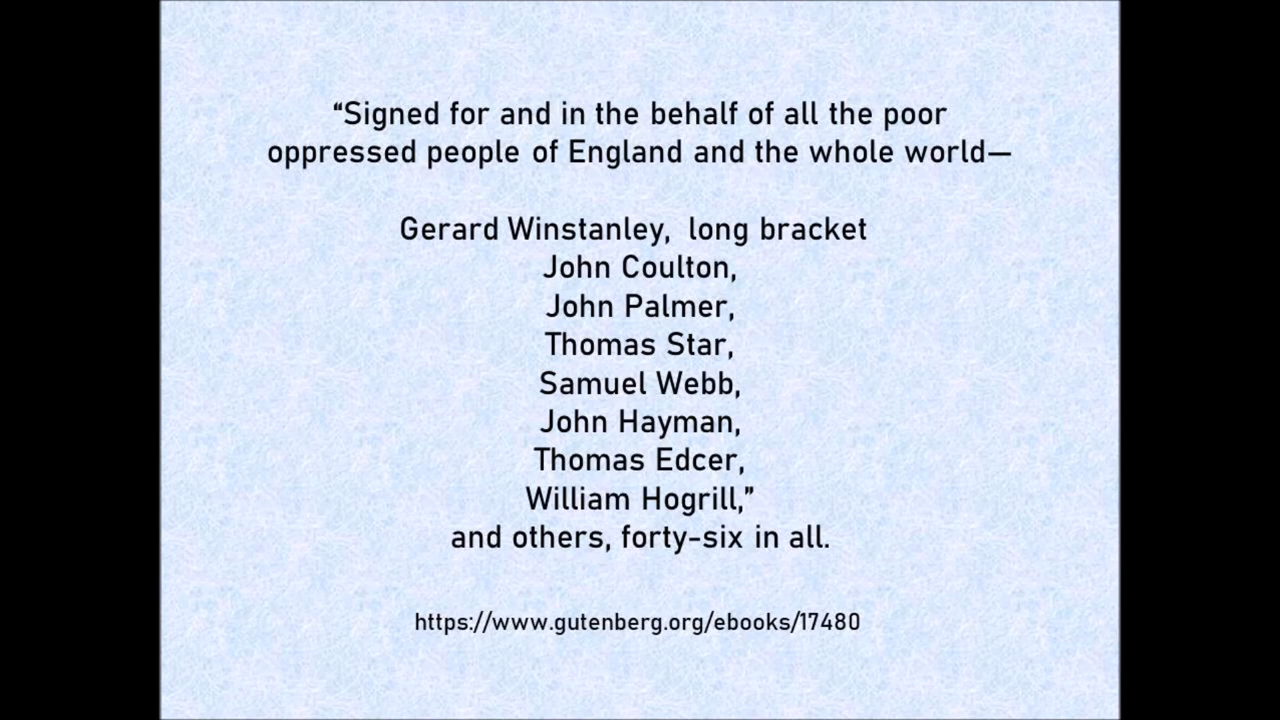 “Signed for and in the behalf of all the poor
oppressed people of England and the whole world—
Gerard Winstanley,  long bracket
John Coulton,
John Palmer,
Thomas Star,
Samuel Webb,
John Hayman,
Thomas Edcer,
William Hogrill,”
and others, forty-six in all.
https://www.gutenberg.org/ebooks/17480